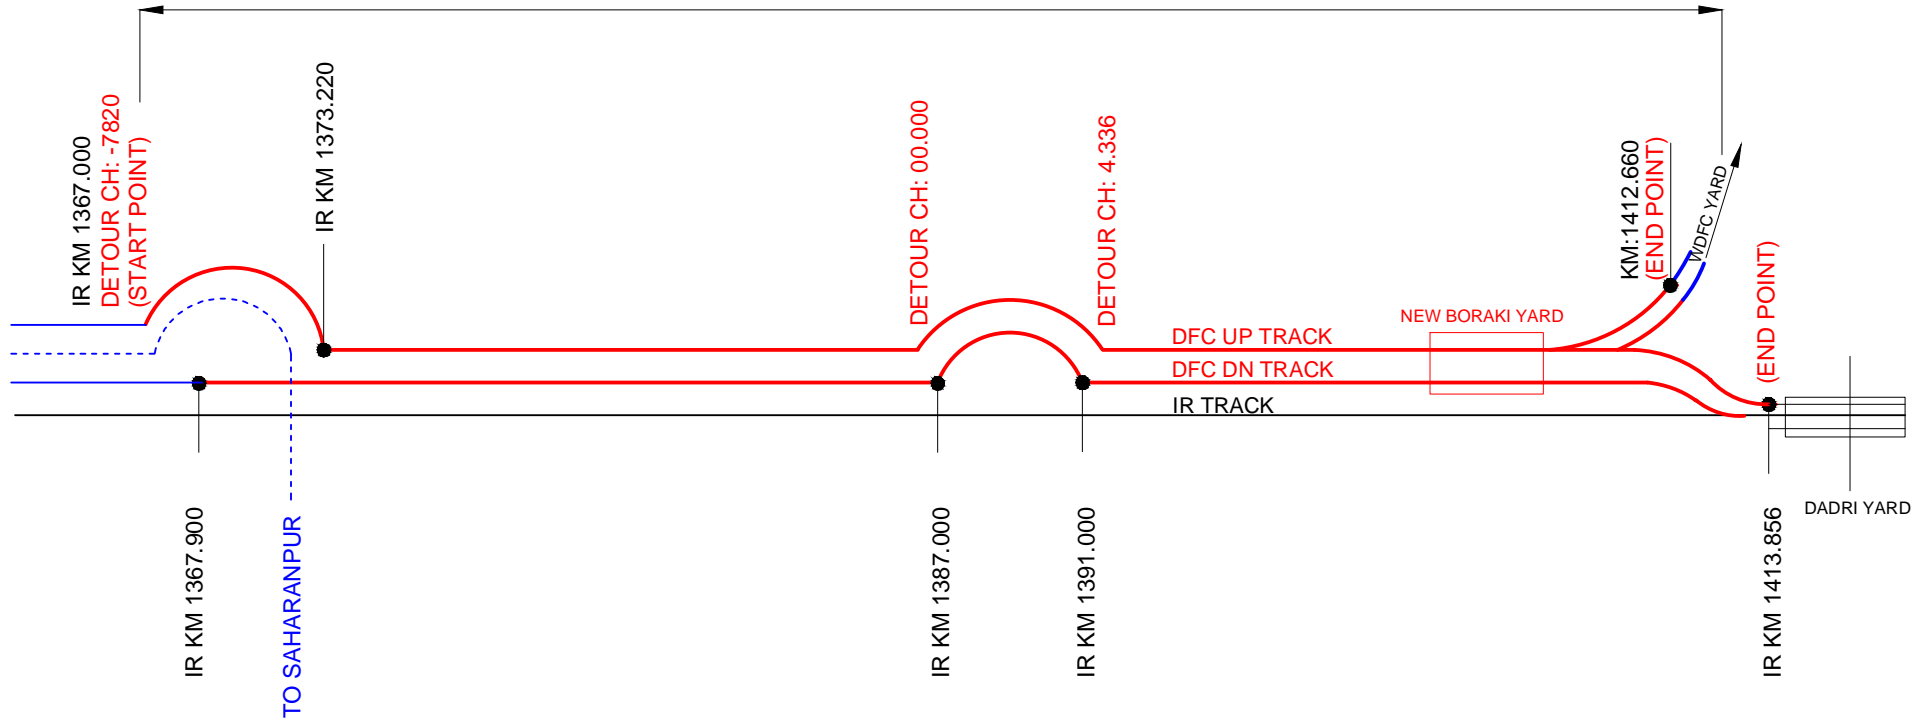 IR KM 1367.000
DETOUR CH: -7820
(START POINT)
IR KM 1373.220
DETOUR CH: 00.000
DETOUR CH: 4.336
KM:1412.660
(END POINT)
WDFC YARD
(END POINT)
NEW BORAKI YARD
DFC UP TRACK
DFC DN TRACK
IR TRACK
DADRI YARD
IR KM 1367.900
TO SAHARANPUR
IR KM 1387.000
IR KM 1391.000
IR KM 1413.856